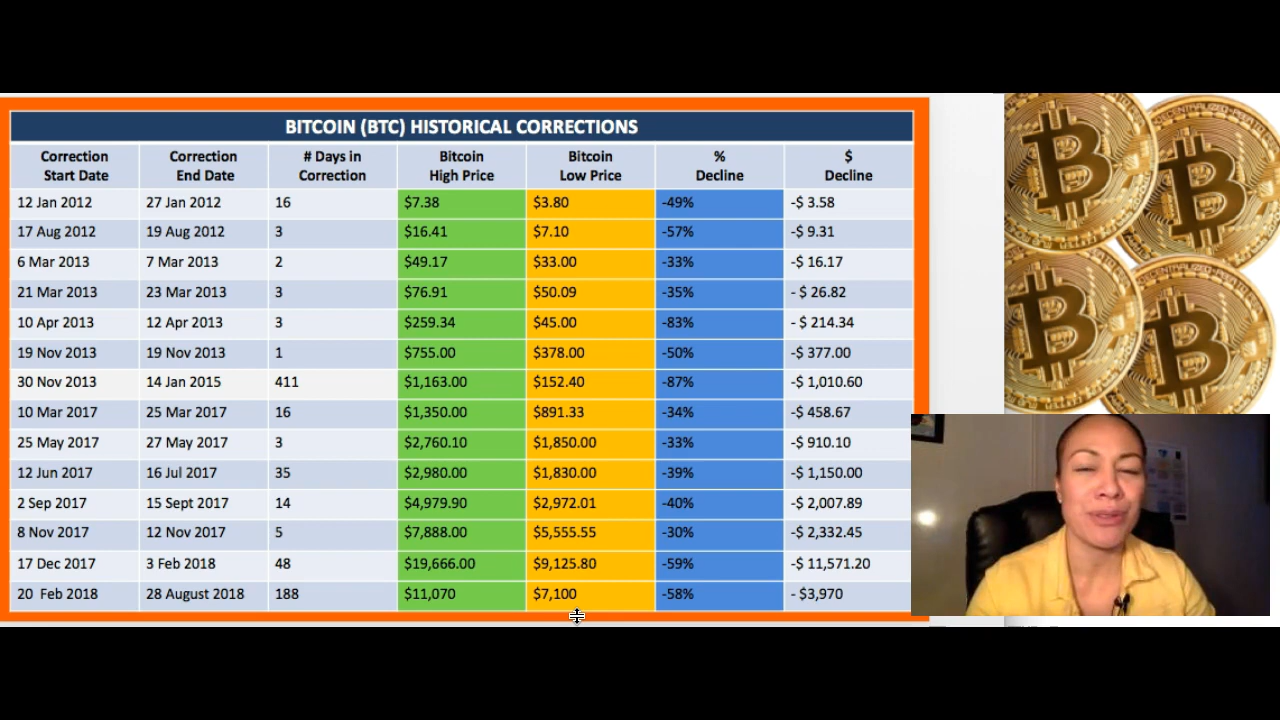 BITCOIN (BTC) HISTORICAL CORRECTIONS
Correction Start Date Correction End Date # Days in Correction Bitcoin High Price Bitcoin Low Price % Decline $ Decline
12 Jan 2012 27 Jan 2012 16 $7.38 $3.80 -49% -$ 3.58
17 Aug 2012 19 Aug 2012 3 $16.41 $7.10 -57% -$ 9.31
6 Mar 2013 7 Mar 2013 2 $49.17 $33.00 -33% -$ 16.17
21 Mar 2013 23 Mar 2013 3 $76.91 $50.09 -35% - $ 26.82
10 Apr 2013 12 Apr 2013 3 $259.34 $45.00 -83% - $ 214.34
19 Nov 2013 19 Nov 2013 1 $755.00 $378.00 -50% -$ 377.00
30 Nov 2013 14 Jan 2015 411 $1,163.00 $152.40 -87% -$ 1,010.60
10 Mar 2017 25 Mar 2017 16 $1,350.00 $891.33 -34% -$ 458.67
25 May 2017 27 May 2017 3 $2,760.10 $1,850.00 -33% -$ 910.10
12 Jun 2017 16 Jul 2017 35 $2,980.00 $1,830.00 -39% -$ 1,150.00
2 Sep 2017 15 Sept 2017 14 $4,979.90 $2,972.01 -40% -$ 2,007.89
8 Nov 2017 12 Nov 2017 5 $7,888.00 $5,555.55 -30% -$ 2,332.45
17 Dec 2017 3 Feb 2018 48 $19,666.00 $9,125.80 -59% -$ 11,571.20
20 Feb 2018 28 August 2018 188 $11,070 $7,100 -58% - $3,970